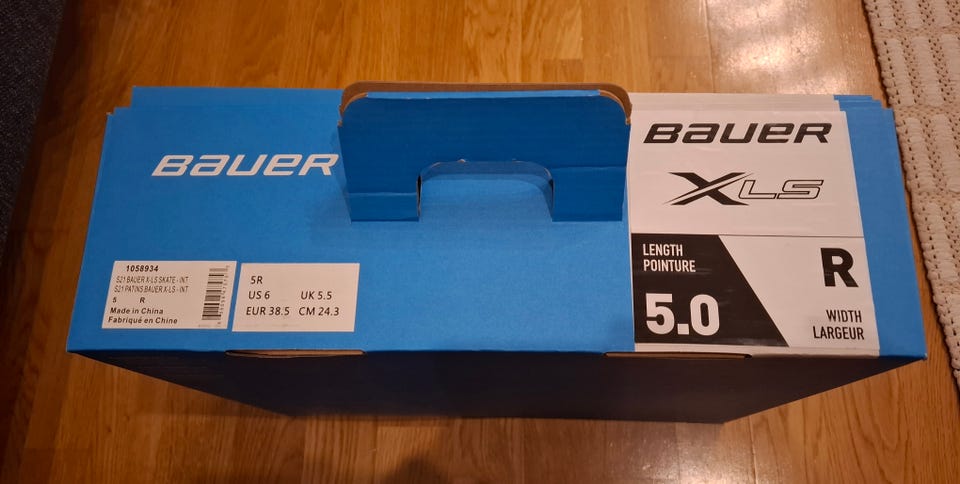 BAUER
1058934
S21 BAUER X-LS SKATE - INT
S21 PATINS BAUER X-LS - INT
5 R
Made in China
Fabriqué en Chine
5R
US 6 UK 5.5
EUR 38.5 CM 24.3
BAUER
XLS
LENGTH
POINTURE
5.0
R
WIDTH
LARGEUR